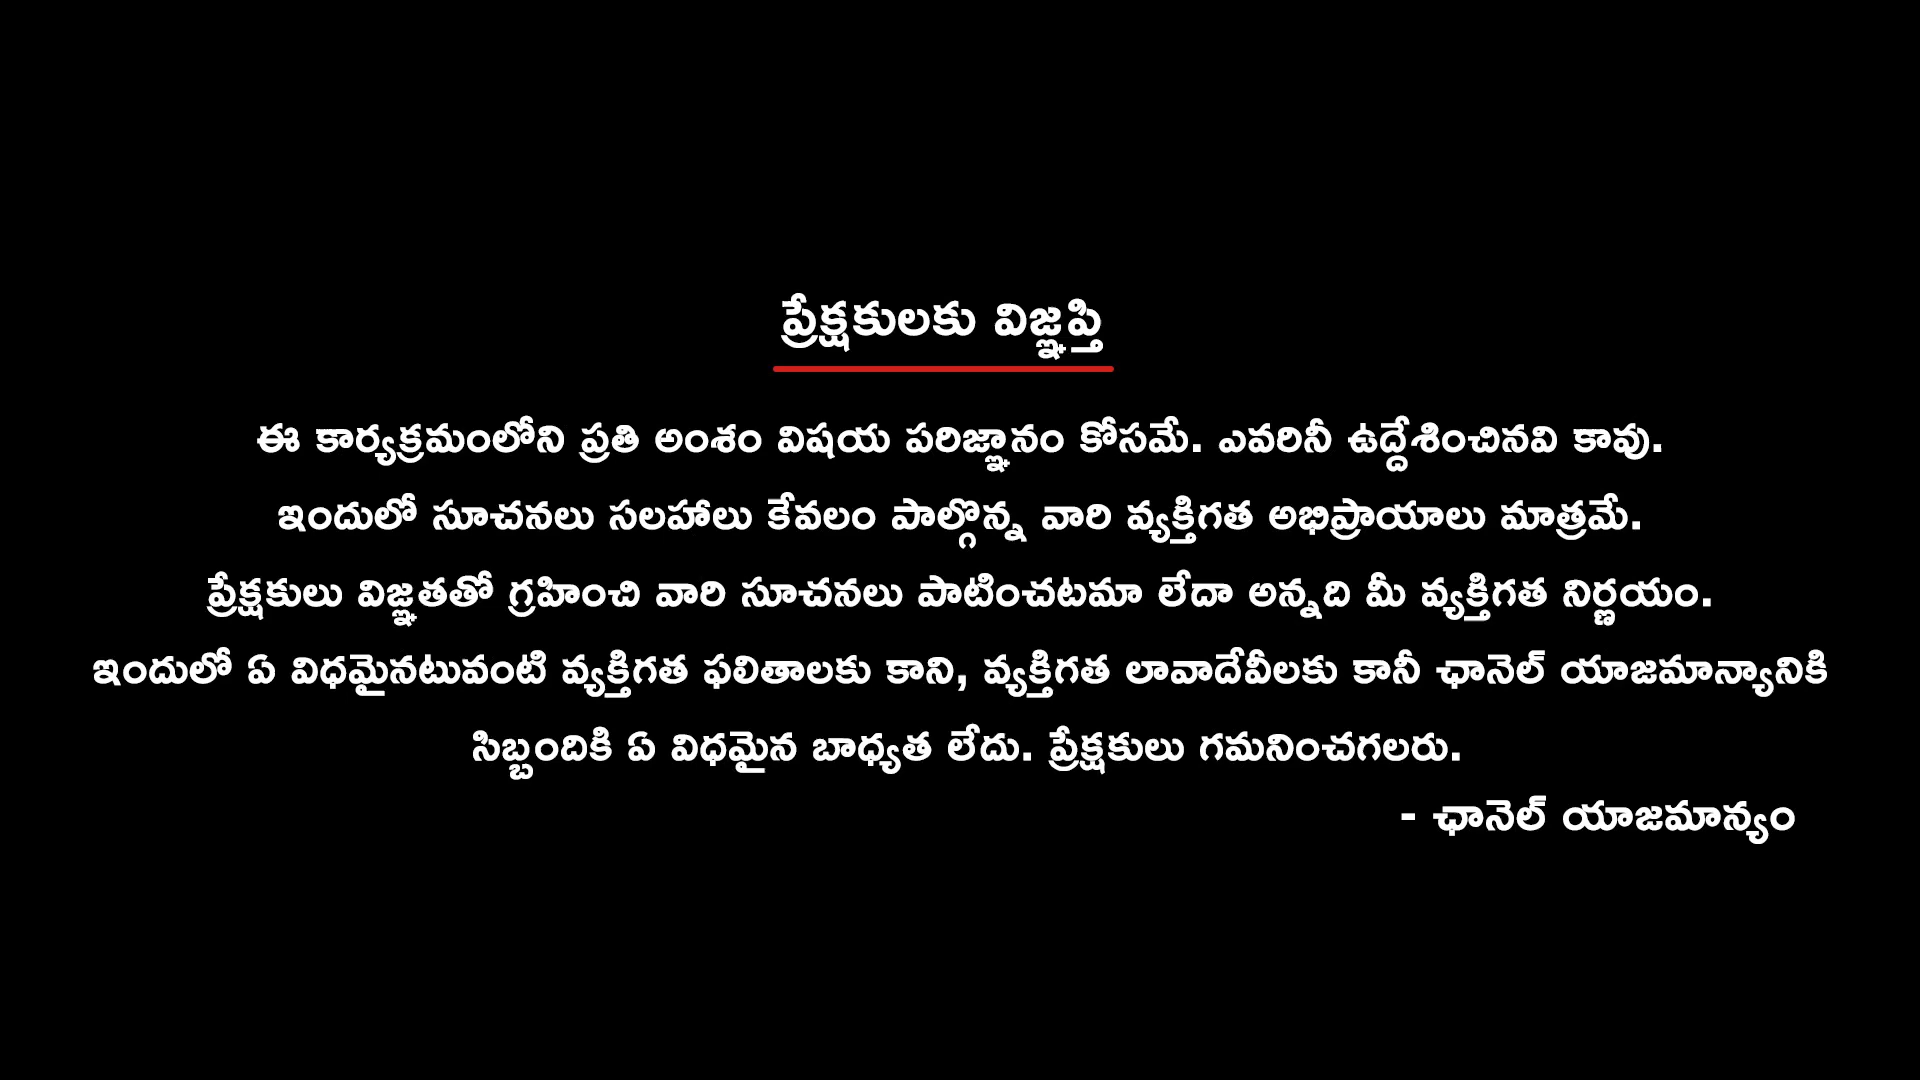 ప్రేక్షకులకు విజ్ఞప్తి
ఈ కార్యక్రమంలోని ప్రతి అంశం విషయ పరిజ్ఞానం కోసమే. ఎవరినీ ఉద్దేశించినవి కావు.
ఇందులో సూచనలు సలహాలు కేవలం పాల్గొన్న వారి వ్యక్తిగత అభిప్రాయాలు మాత్రమే.
ప్రేక్షకులు విజ్ఞతతో గ్రహించి వారి సూచనలు పాటించటమా లేదా అన్నది మీ వ్యక్తిగత నిర్ణయం.
ఇందులో ఏ విధమైనటువంటి వ్యక్తిగత ఫలితాలకు కాని, వ్యక్తిగత లావాదేవీలకు కానీ ఛానెల్ యాజమాన్యానికి
సిబ్బందికి ఏ విధమైన బాధ్యత లేదు. ప్రేక్షకులు గమనించగలరు.
- ఛానెల్ యాజమాన్యం